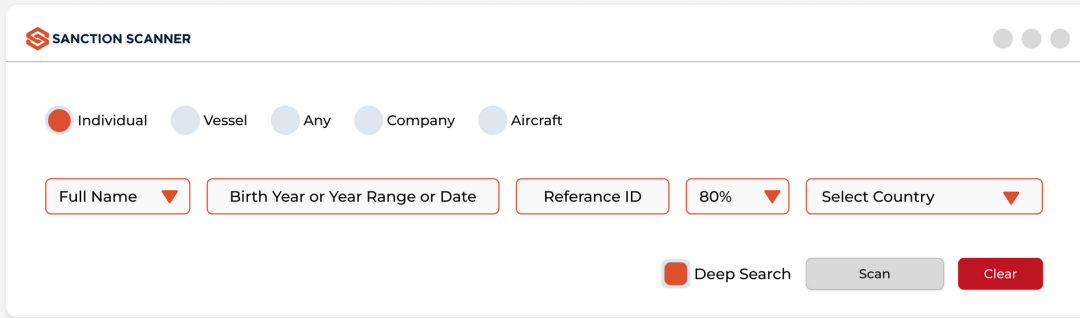 SANCTION SCANNER
Individual Vessel Any Company Aircraft
Full Name Birth Year or Year Range or Date Referance ID 80% Select Country
Deep Search Scan Clear